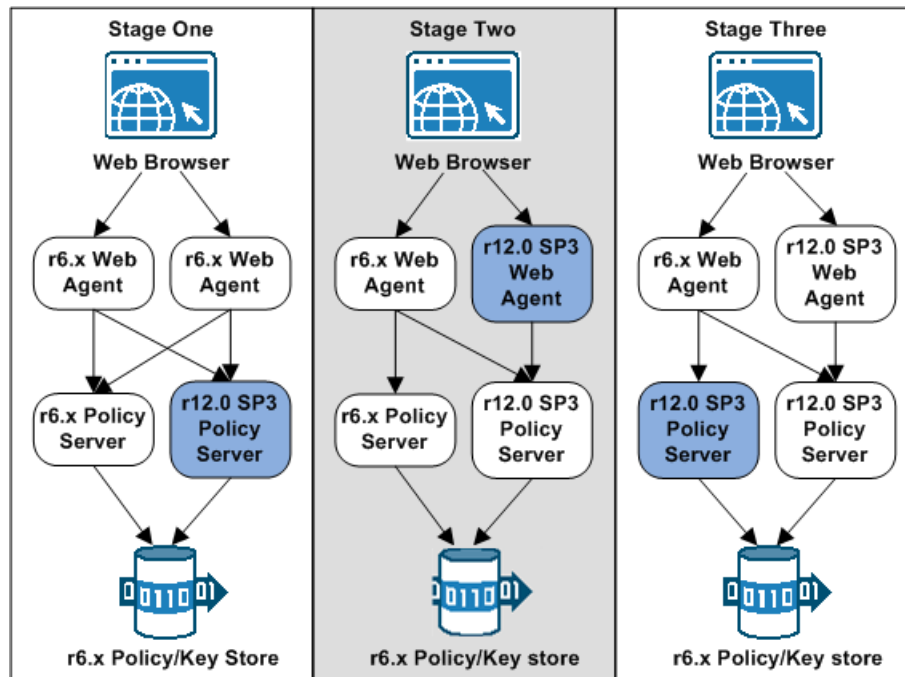 Stage One
Web Browser
r6.x Web
Agent
r6.x Web
Agent
r6.x Policy
Server
r12.0 SP3
Policy
Server
0 0110 01
r6.x Policy/Key Store
Stage Two
Web Browser
r6.x Web
Agent
r12.0 SP3
Web
Agent
r6.x Policy
Server
r12.0 SP3
Policy
Server
0 0110 01
r6.x Policy/Key store
Stage Three
Web Browser
r6.x Web
Agent
r12.0 SP3
Web
Agent
r12.0 SP3
Policy
Server
r12.0 SP3
Policy
Server
0 0110 01
r6.x Policy/Key store